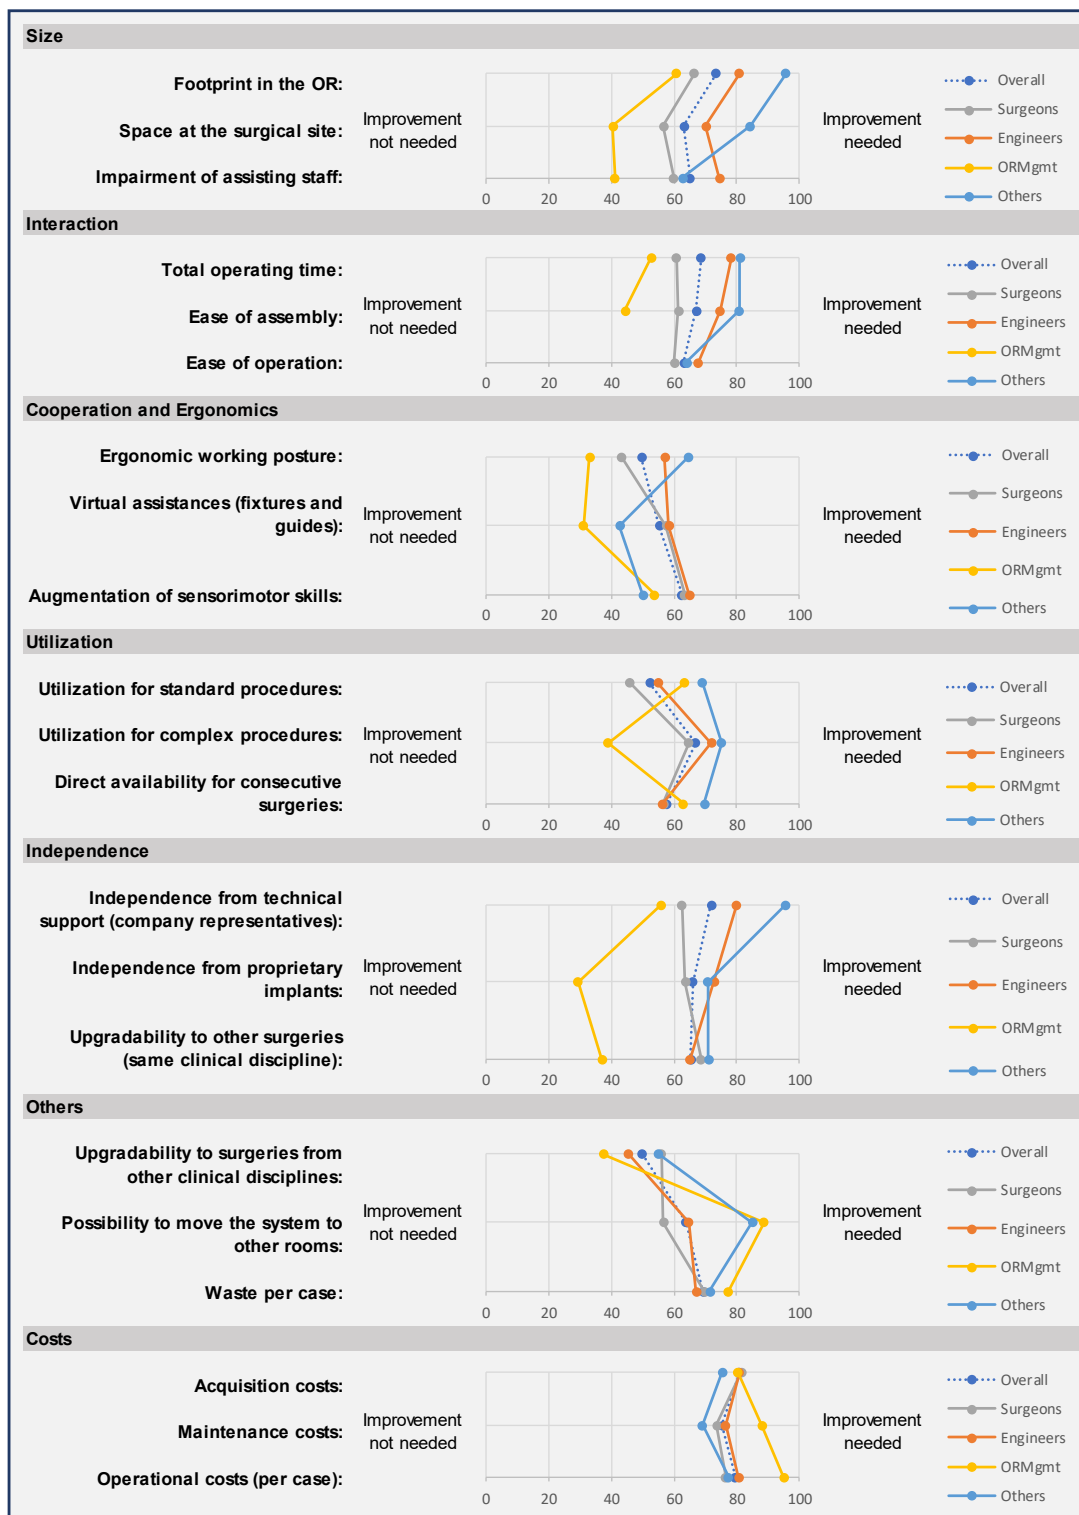 Size
Footprint in the OR:
Space at the surgical site:
Impairment of assisting staff:
Improvement
not needed
0 20 40 60 80 100
Improvement
needed
Overall
Surgeons
Engineers
ORMgmt
Others
Interaction
Total operating time:
Ease of assembly:
Ease of operation:
Improvement
not needed
0 20 40 60 80 100
Improvement
needed
Overall
Surgeons
Engineers
ORMgmt
Others
Cooperation and Ergonomics
Ergonomic working posture:
Virtual assistances (fixtures and
guides):
Augmentation of sensorimotor skills:
Improvement
not needed
0 20 40 60 80 100
Improvement
needed
Overall
Surgeons
Engineers
ORMgmt
Others
Utilization
Utilization for standard procedures:
Utilization for complex procedures:
Direct availability for consecutive
surgeries:
Improvement
not needed
0 20 40 60 80 100
Improvement
needed
Overall
Surgeons
Engineers
ORMgmt
Others
Independence
Independence from technical
support (company representatives):
Independence from proprietary
implants:
Upgradability to other surgeries
(same clinical discipline):
Improvement
not needed
0 20 40 60 80 100
Improvement
needed
Overall
Surgeons
Engineers
ORMgmt
Others
Others
Upgradability to surgeries from
other clinical disciplines:
Possibility to move the system to
other rooms:
Waste per case:
Improvement
not needed
0 20 40 60 80 100
Improvement
needed
Overall
Surgeons
Engineers
ORMgmt
Others
Costs
Acquisition costs:
Maintenance costs:
Operational costs (per case):
Improvement
not needed
0 20 40 60 80 100
Improvement
needed
Overall
Surgeons
Engineers
ORMgmt
Others